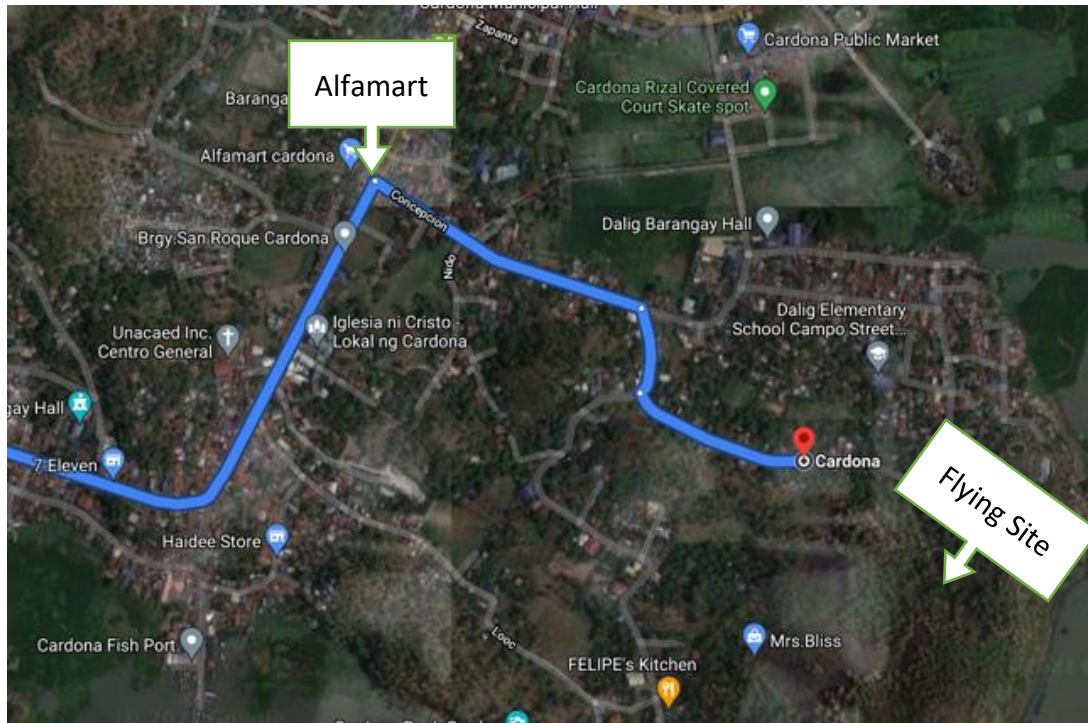 Cardona Municipal Hall
Zapanta
Cardona Public Market
Alfamart
Cardona Rizal Covered
Court Skate spot
Alfamart cardona
Concepcion
Dalig Barangay Hall
Brgy San Roque Cardona
Nido
Unacaed Inc.
Centro General
Iglesia ni Cristo -
Lokal ng Cardona
Dalig Elementary
School Campo Street...
gay Hall
7 Eleven
Cardona
Flying Site
Haidee Store
Looc
Cardona Fish Port
Mrs.Bliss
FELIPE's Kitchen